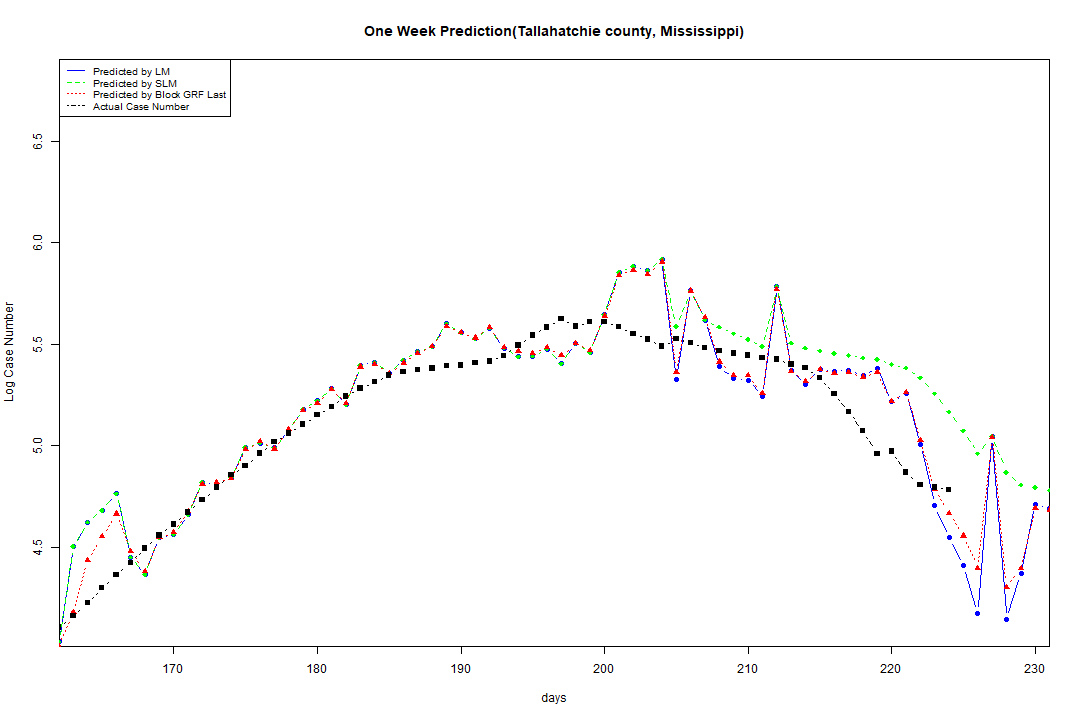 One Week Prediction(Tallahatchie county, Mississippi)
Predicted by LM
Predicted by SLM
Predicted by Block GRF Last
Actual Case Number
6.5
6.0
5.5
5.0
4.5
Log Case Number
170 180 190 200 210 220 230
days